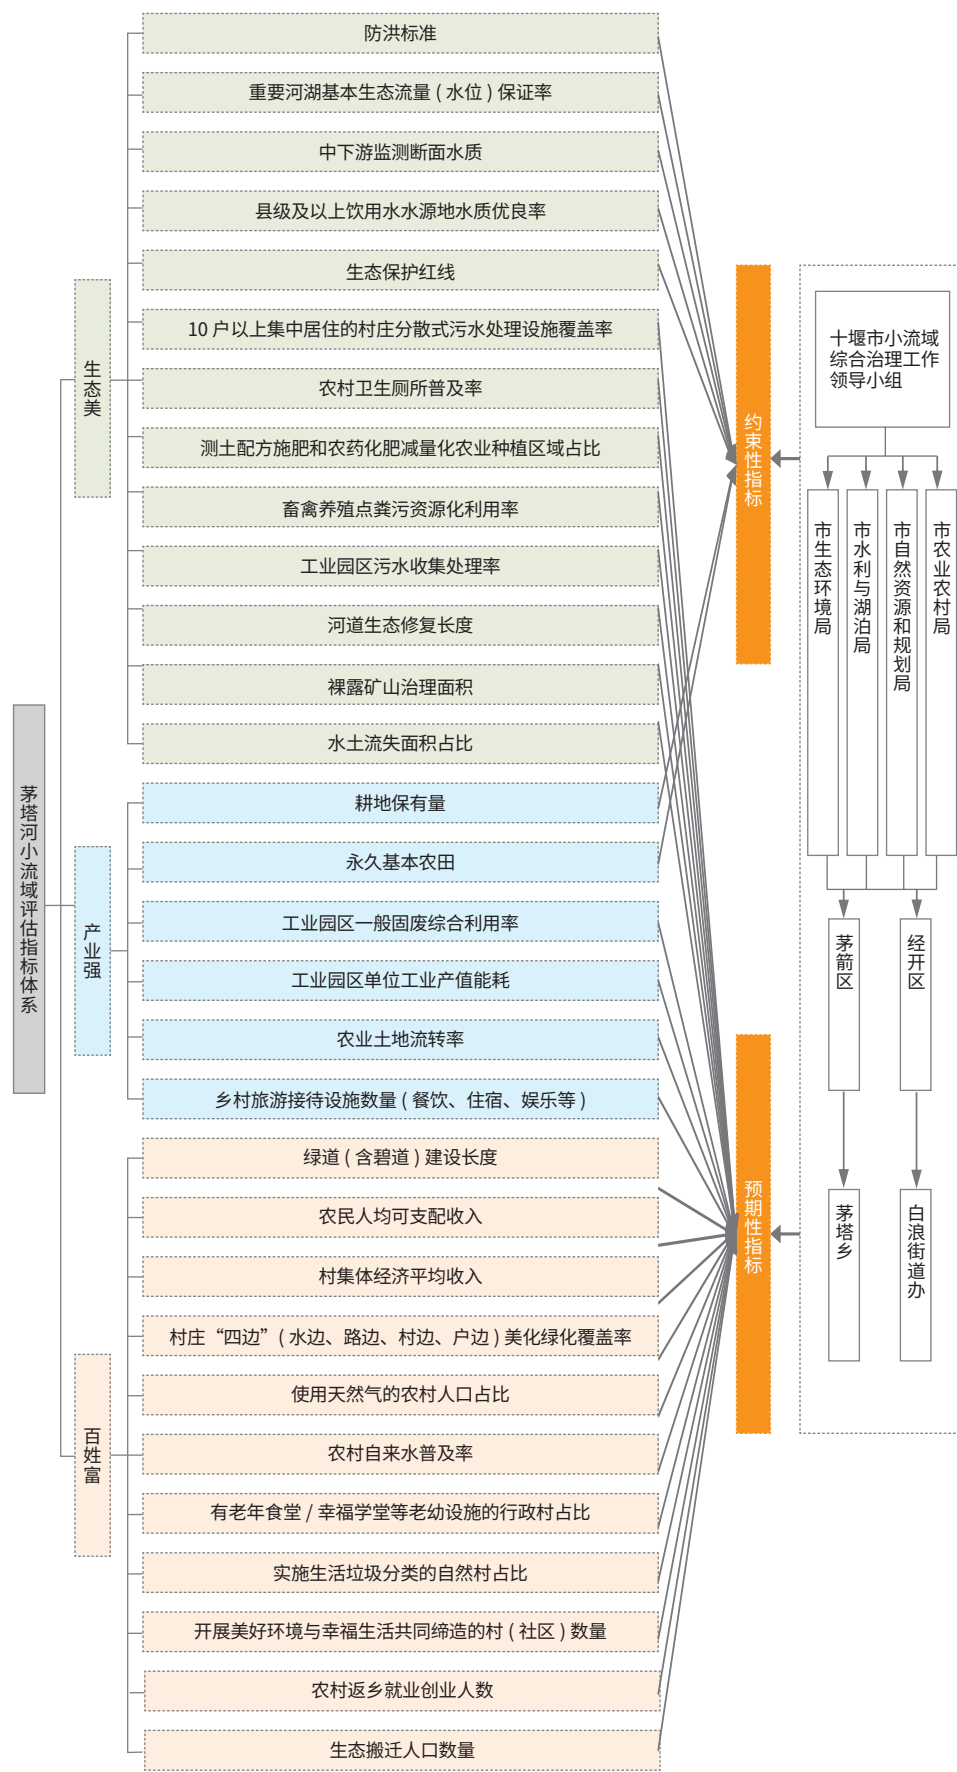 茅塔河小流域评估指标体系
生态美
防洪标准
重要河湖基本生态流量 ( 水位 ) 保证率
中下游监测断面水质
县级及以上饮用水水源地水质优良率
生态保护红线
10 户以上集中居住的村庄分散式污水处理设施覆盖率
农村卫生厕所普及率
测土配方施肥和农药化肥减量化农业种植区域占比
畜禽养殖点粪污资源化利用率
工业园区污水收集处理率
河道生态修复长度
裸露矿山治理面积
水土流失面积占比
产业强
耕地保有量
永久基本农田
工业园区一般固废综合利用率
工业园区单位工业产值能耗
农业土地流转率
乡村旅游接待设施数量 ( 餐饮、住宿、娱乐等 )
百姓富
绿道 ( 含碧道 ) 建设长度
农民人均可支配收入
村集体经济平均收入
村庄“四边”( 水边、路边、村边、户边 ) 美化绿化覆盖率
使用天然气的农村人口占比
农村自来水普及率
有老年食堂 / 幸福学堂等老幼设施的行政村占比
实施生活垃圾分类的自然村占比
开展美好环境与幸福生活共同缔造的村 ( 社区 ) 数量
农村返乡就业创业人数
生态搬迁人口数量
约束性指标
预期性指标
十堰市小流域
综合治理工作
领导小组
市生态环境局
市水利与湖泊局
市自然资源和规划局
市农业农村局
茅箭区
经开区
茅塔乡
白浪街道办